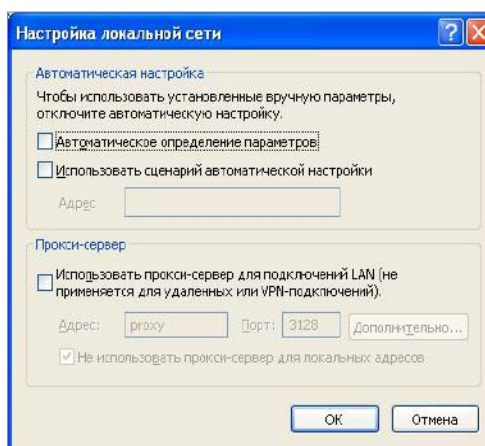 Настройка локальной сети
Автоматическая настройка
Чтобы использовать установленные вручную параметры,
отключите автоматическую настройку.
Автоматическое определение параметров
Использовать сценарий автоматической настройки
Адрес
Прокси-сервер
Использовать прокси-сервер для подключений LAN (не
применяется для удаленных или VPN-подключений).
Адрес: proxy Порт: 3128 Дополнительно...
Не использовать прокси-сервер для локальных адресов
ОК Отмена